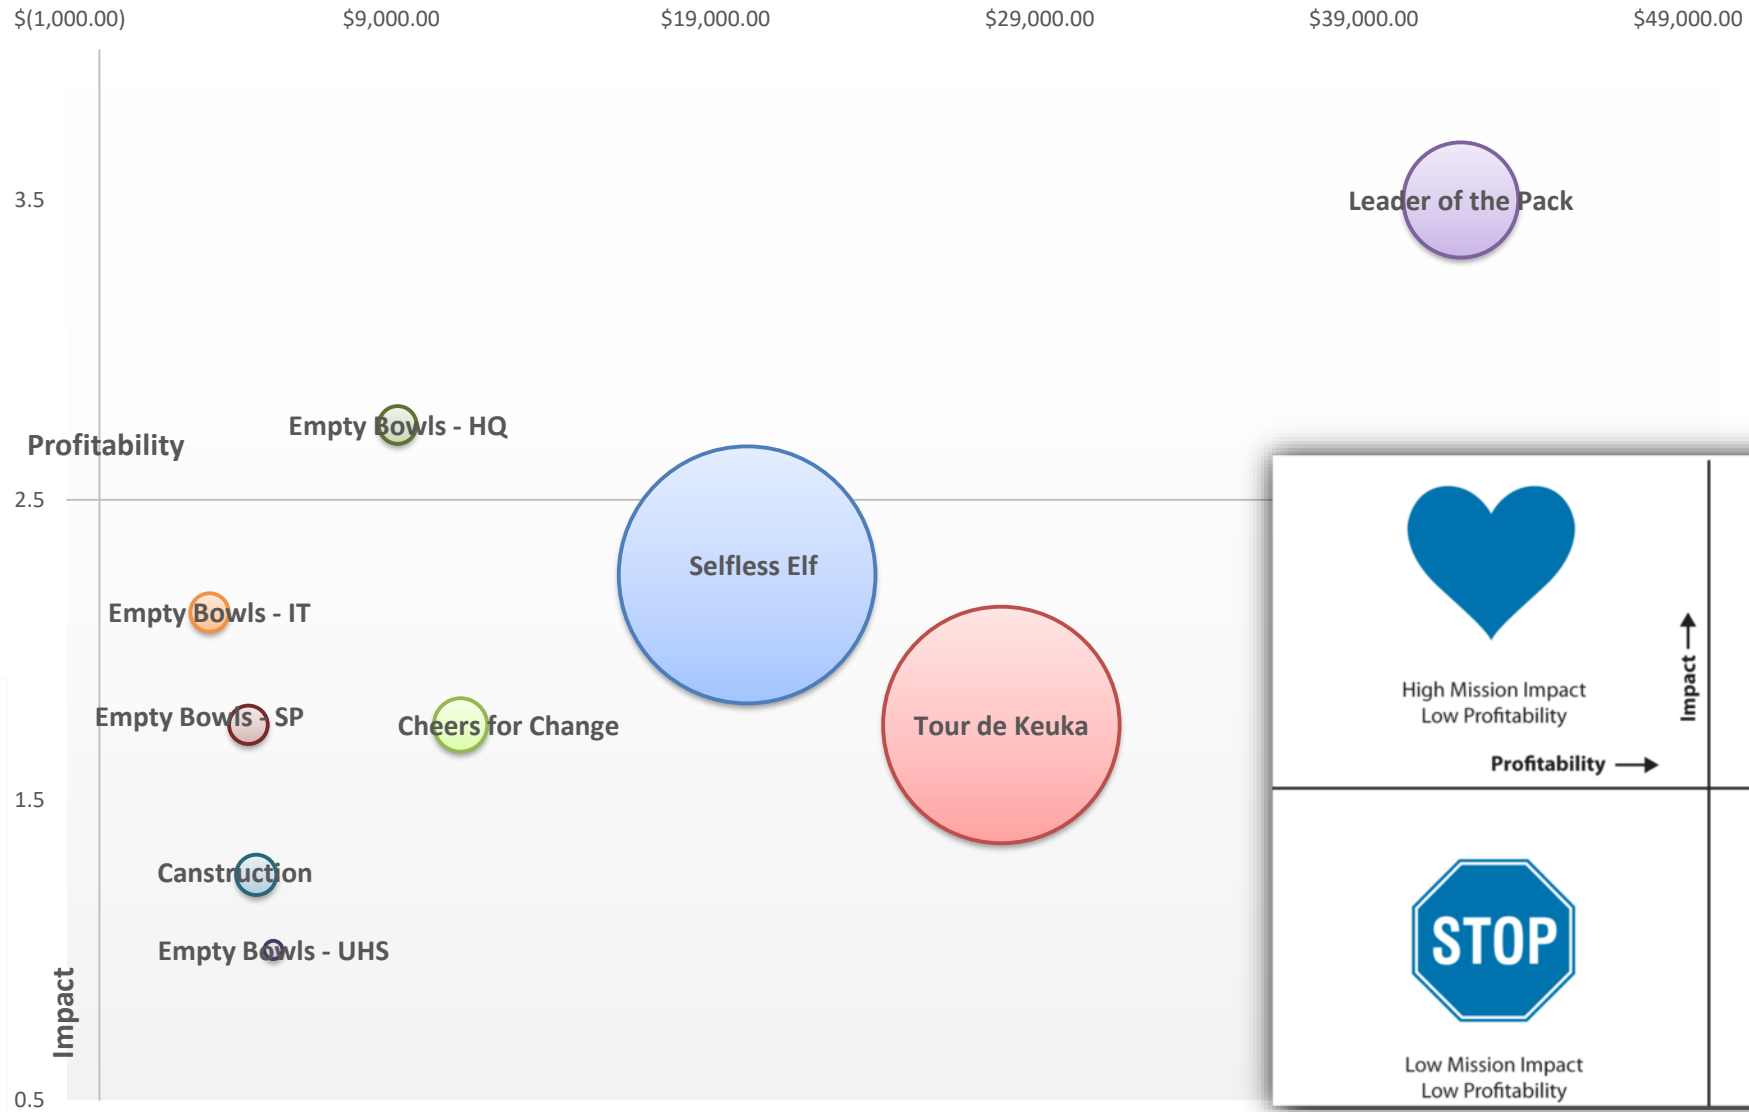 $(1,000.00)
$9,000.00
$19,000.00
$29,000.00
$39,000.00
$49,000.00
3.5
Leader of the Pack
Empty Bowls - HQ
Profitability
2.5
Selfless Elf
Empty Bowls - IT
Empty Bowls - SP
Cheers for Change
Tour de Keuka
1.5
Canstruction
Empty Bowls - UHS
Impact
0.5
High Mission Impact
Low Profitability
Impact
Profitability
STOP
Low Mission Impact
Low Profitability